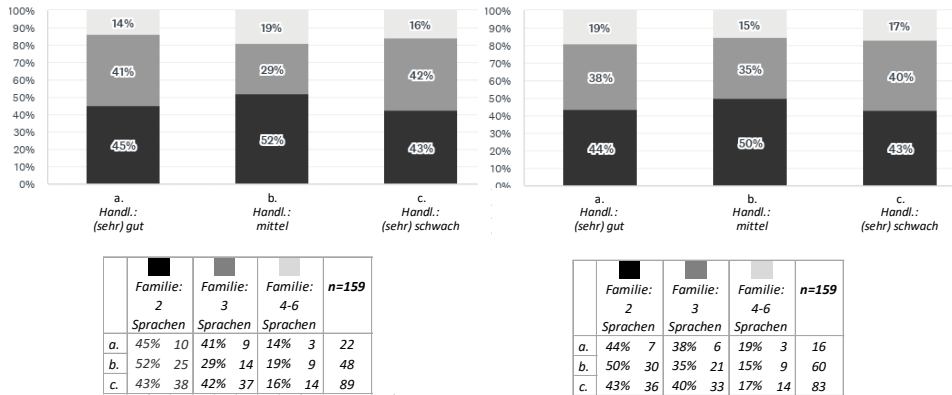 100%
90%
80%
70%
60%
50%
40%
30%
20%
10%
0%
14%
19%
16%
41%
29%
42%
45%
52%
43%
a.
Handl.:
(sehr) gut
b.
Handl.:
mittel
c.
Handl.:
(sehr) schwach
Familie: Familie: Familie: n=159
2 3 4-6
Sprachen Sprachen Sprachen
a. 45% 10 41% 9 14% 3 22
b. 52% 25 29% 14 19% 9 48
c. 43% 38 42% 37 16% 14 89
100%
90%
80%
70%
60%
50%
40%
30%
20%
10%
0%
19%
15%
17%
38%
35%
40%
44%
50%
43%
a.
Handl.:
(sehr) gut
b.
Handl.:
mittel
c.
Handl.:
(sehr) schwach
Familie: Familie: Familie: n=159
2 3 4-6
Sprachen Sprachen Sprachen
a. 44% 7 38% 6 19% 3 16
b. 50% 30 35% 21 15% 9 60
c. 43% 36 40% 33 17% 14 83